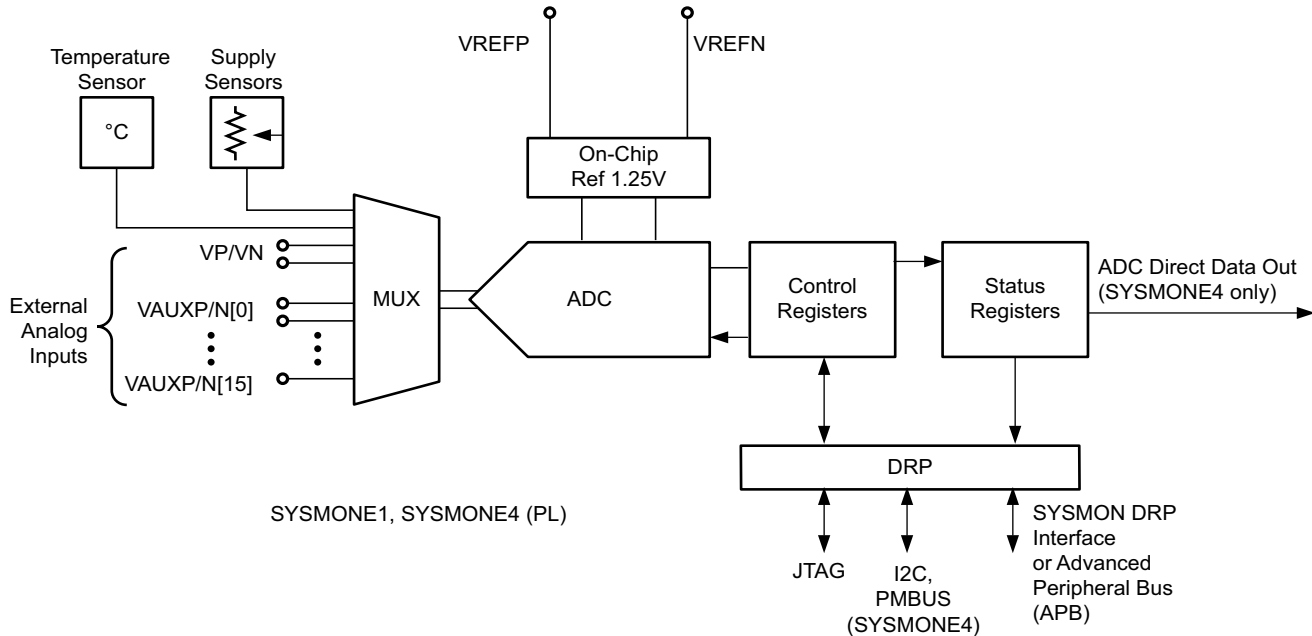 VREFP
VREFN
Temperature
Sensor
Supply
Sensors
°C
On-Chip
Ref 1.25V
VP/VN
External
Analog
Inputs
VAUXP/N[0]
VAUXP/N[15]
MUX
ADC
Control
Registers
Status
Registers
ADC Direct Data Out
(SYSMONE4 only)
DRP
SYSMONE1, SYSMONE4 (PL)
JTAG
I2C,
PMBUS
(SYSMONE4)
SYSMON DRP
Interface
or Advanced
Peripheral Bus
(APB)